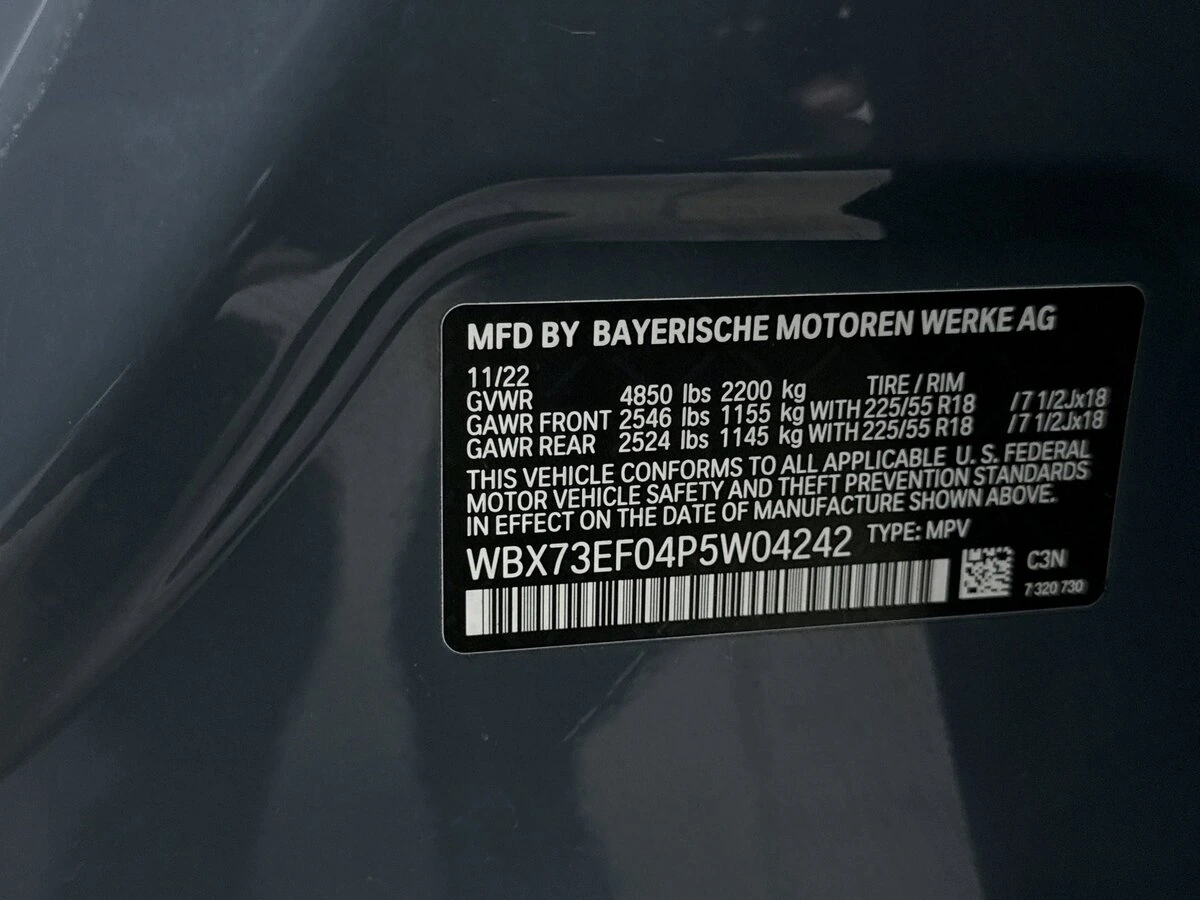 MFD BY BAYERISCHE MOTOREN WERKE AG
11/22
GVWR 4850 lbs 2200 kg TIRE / RIM
GAWR FRONT 2546 lbs 1155 kg WITH 225/55 R18 /7 1/2Jx18
GAWR REAR 2524 lbs 1145 kg WITH 225/55 R18 /7 1/2Jx18
THIS VEHICLE CONFORMS TO ALL APPLICABLE U.S. FEDERAL
MOTOR VEHICLE SAFETY AND THEFT PREVENTION STANDARDS
IN EFFECT ON THE DATE OF MANUFACTURE SHOWN ABOVE.
WBX73EF04P5W04242 TYPE: MPV
C3N
7 320 730